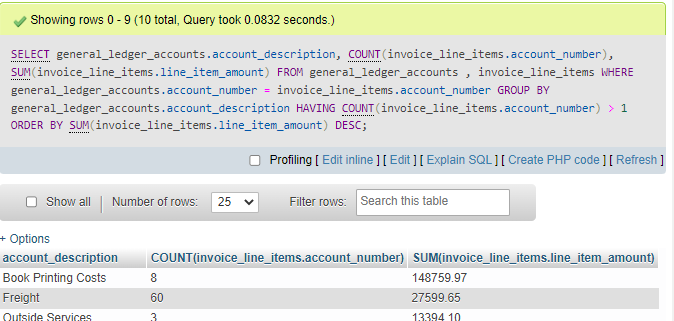 Showing rows 0 - 9 (10 total, Query took 0.0832 seconds.)
SELECT general_ledger_accounts.account_description, COUNT(invoice_line_items.account_number),
SUM(invoice_line_items.line_item_amount) FROM general_ledger_accounts , invoice_line_items WHERE
general_ledger_accounts.account_number = invoice_line_items.account_number GROUP BY
general_ledger_accounts.account_description HAVING COUNT(invoice_line_items.account_number) > 1
ORDER BY SUM(invoice_line_items.line_item_amount) DESC;
Profiling [ Edit inline ] [ Edit ] [ Explain SQL ] [ Create PHP code ] [ Refresh ]
Show all Number of rows: 25 Filter rows: Search this table
+ Options
account_description COUNT(invoice_line_items.account_number) SUM(invoice_line_items.line_item_amount)
Book Printing Costs 8 148759.97
Freight 60 27599.65
Outside Services 3 13394.10